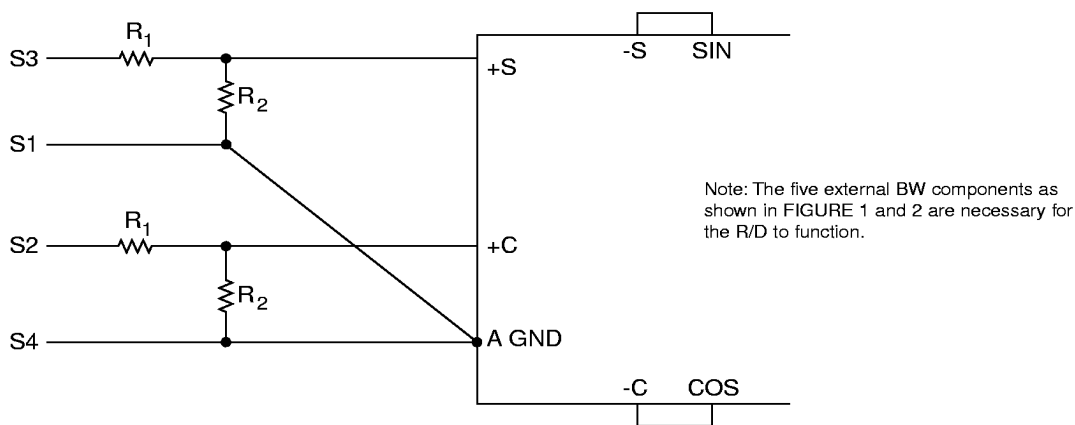 -S SIN
S3 R1 +S
R2
S1
Note: The five external BW components as
shown in FIGURE 1 and 2 are necessary for
the R/D to function.
R1
S2 +C
R2
S4 A GND
-C COS